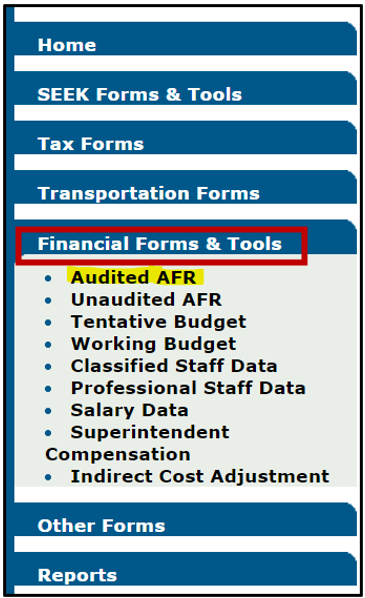 Home
SEEK Forms & Tools
Tax Forms
Transportation Forms
Financial Forms & Tools
Audited AFR
Unaudited AFR
Tentative Budget
Working Budget
Classified Staff Data
Professional Staff Data
Salary Data
Superintendent
Compensation
Indirect Cost Adjustment
Other Forms
Reports